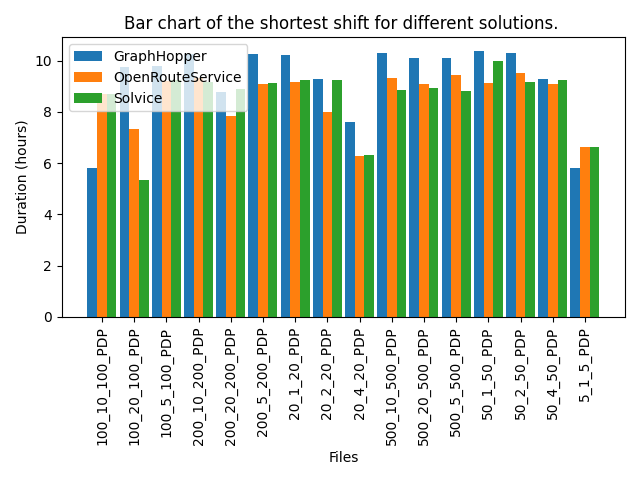 Bar chart of the shortest shift for different solutions.
GraphHopper
OpenRouteService
Solvice
Duration (hours)
10
8
6
4
2
0
100_10_100_PDP
100_20_100_PDP
100_5_100_PDP
200_10_200_PDP
200_20_200_PDP
200_5_200_PDP
20_1_20_PDP
20_2_20_PDP
20_4_20_PDP
500_10_500_PDP
500_20_500_PDP
500_5_500_PDP
50_1_50_PDP
50_2_50_PDP
50_4_50_PDP
5_1_5_PDP
Files